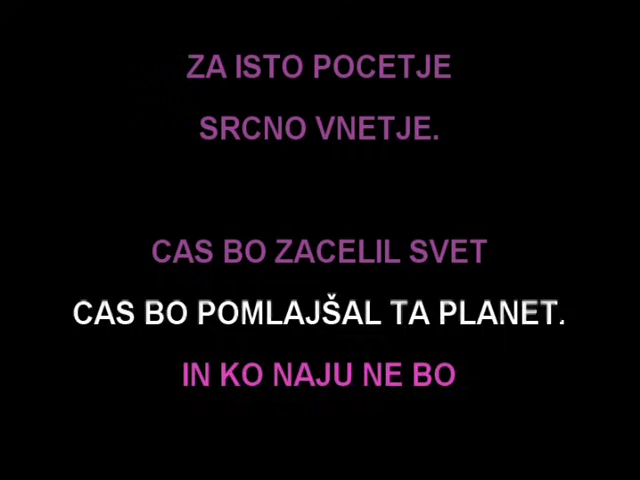 ZA ISTO POCETJE
SRCNO VNETJE.
CAS BO ZACELIL SVET
CAS BO POMLAJŠAL TA PLANET.
IN KO NAJU NE BO